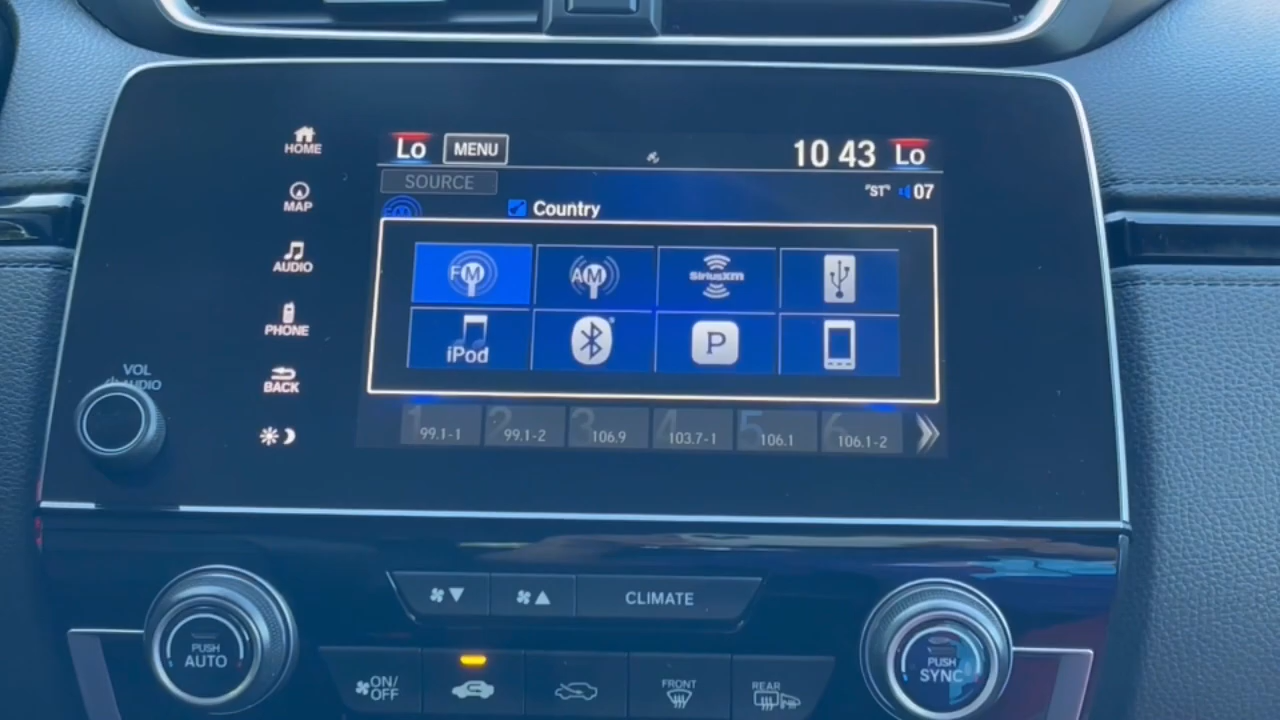 HOME
MAP
AUDIO
PHONE
BACK
VOL
AUDIO
Lo MENU 10 43 Lo
SOURCE "ST" 07
Country
FM AM SiriusXM
iPod P
1 2 3 4 5 6
99.1-1 99.1-2 106.9 103.7-1 106.1 106.1-2
CLIMATE
PUSH
AUTO
ON/
OFF
FRONT
REAR
PUSH
SYNC